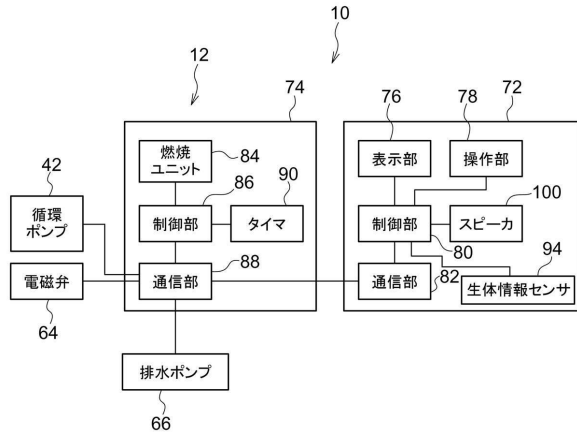 10
12
74
72
76
78
燃焼
ユニット
84
表示部
操作部
42
86
90
100
循環
ポンプ
制御部
タイマ
制御部
スピーカ
80
88
94
電磁弁
通信部
通信部
82
生体情報センサ
64
排水ポンプ
66